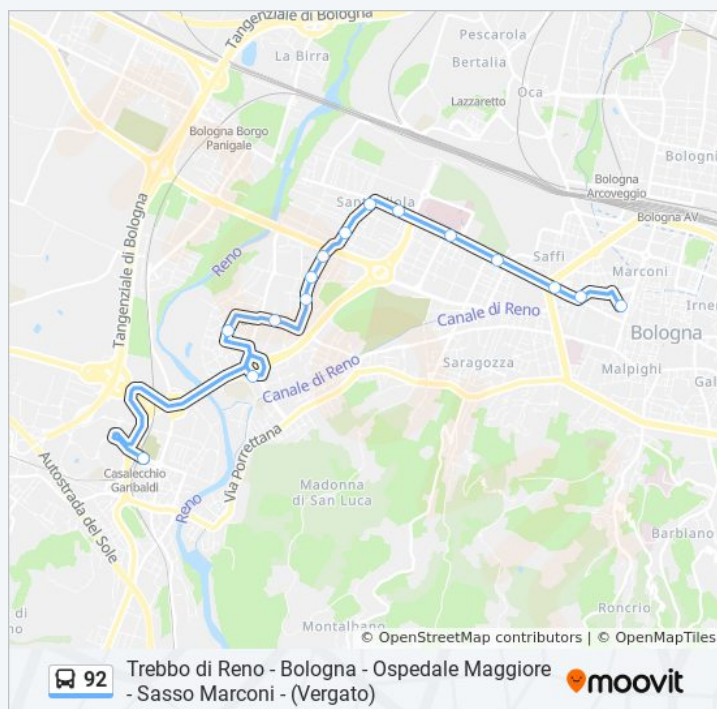 Tangenziale di Bologna
La Birra
Pescarola
Bertalia
Oca
Lazzaretto
Bologna Borgo
Panigale
Bologni
Bologna
Arcoveggio
Sant Viola
Bologna AV
Tangenziale di Bologna
Reno
Saffi
Marconi
Irner
Canale di Reno
Bologna
Saragozza
Malpighi
Gal
Canale di Reno
Via Porrettana
Casalecchio
Garibaldi
Autostrada del Sole
Reno
Madonna
di San Luca
Barbiano
Roncrio
Montalbano
di
© OpenStreetMap contributors | © OpenMapTiles
92
Trebbo di Reno - Bologna - Ospedale Maggiore
- Sasso Marconi - (Vergato)
moovit